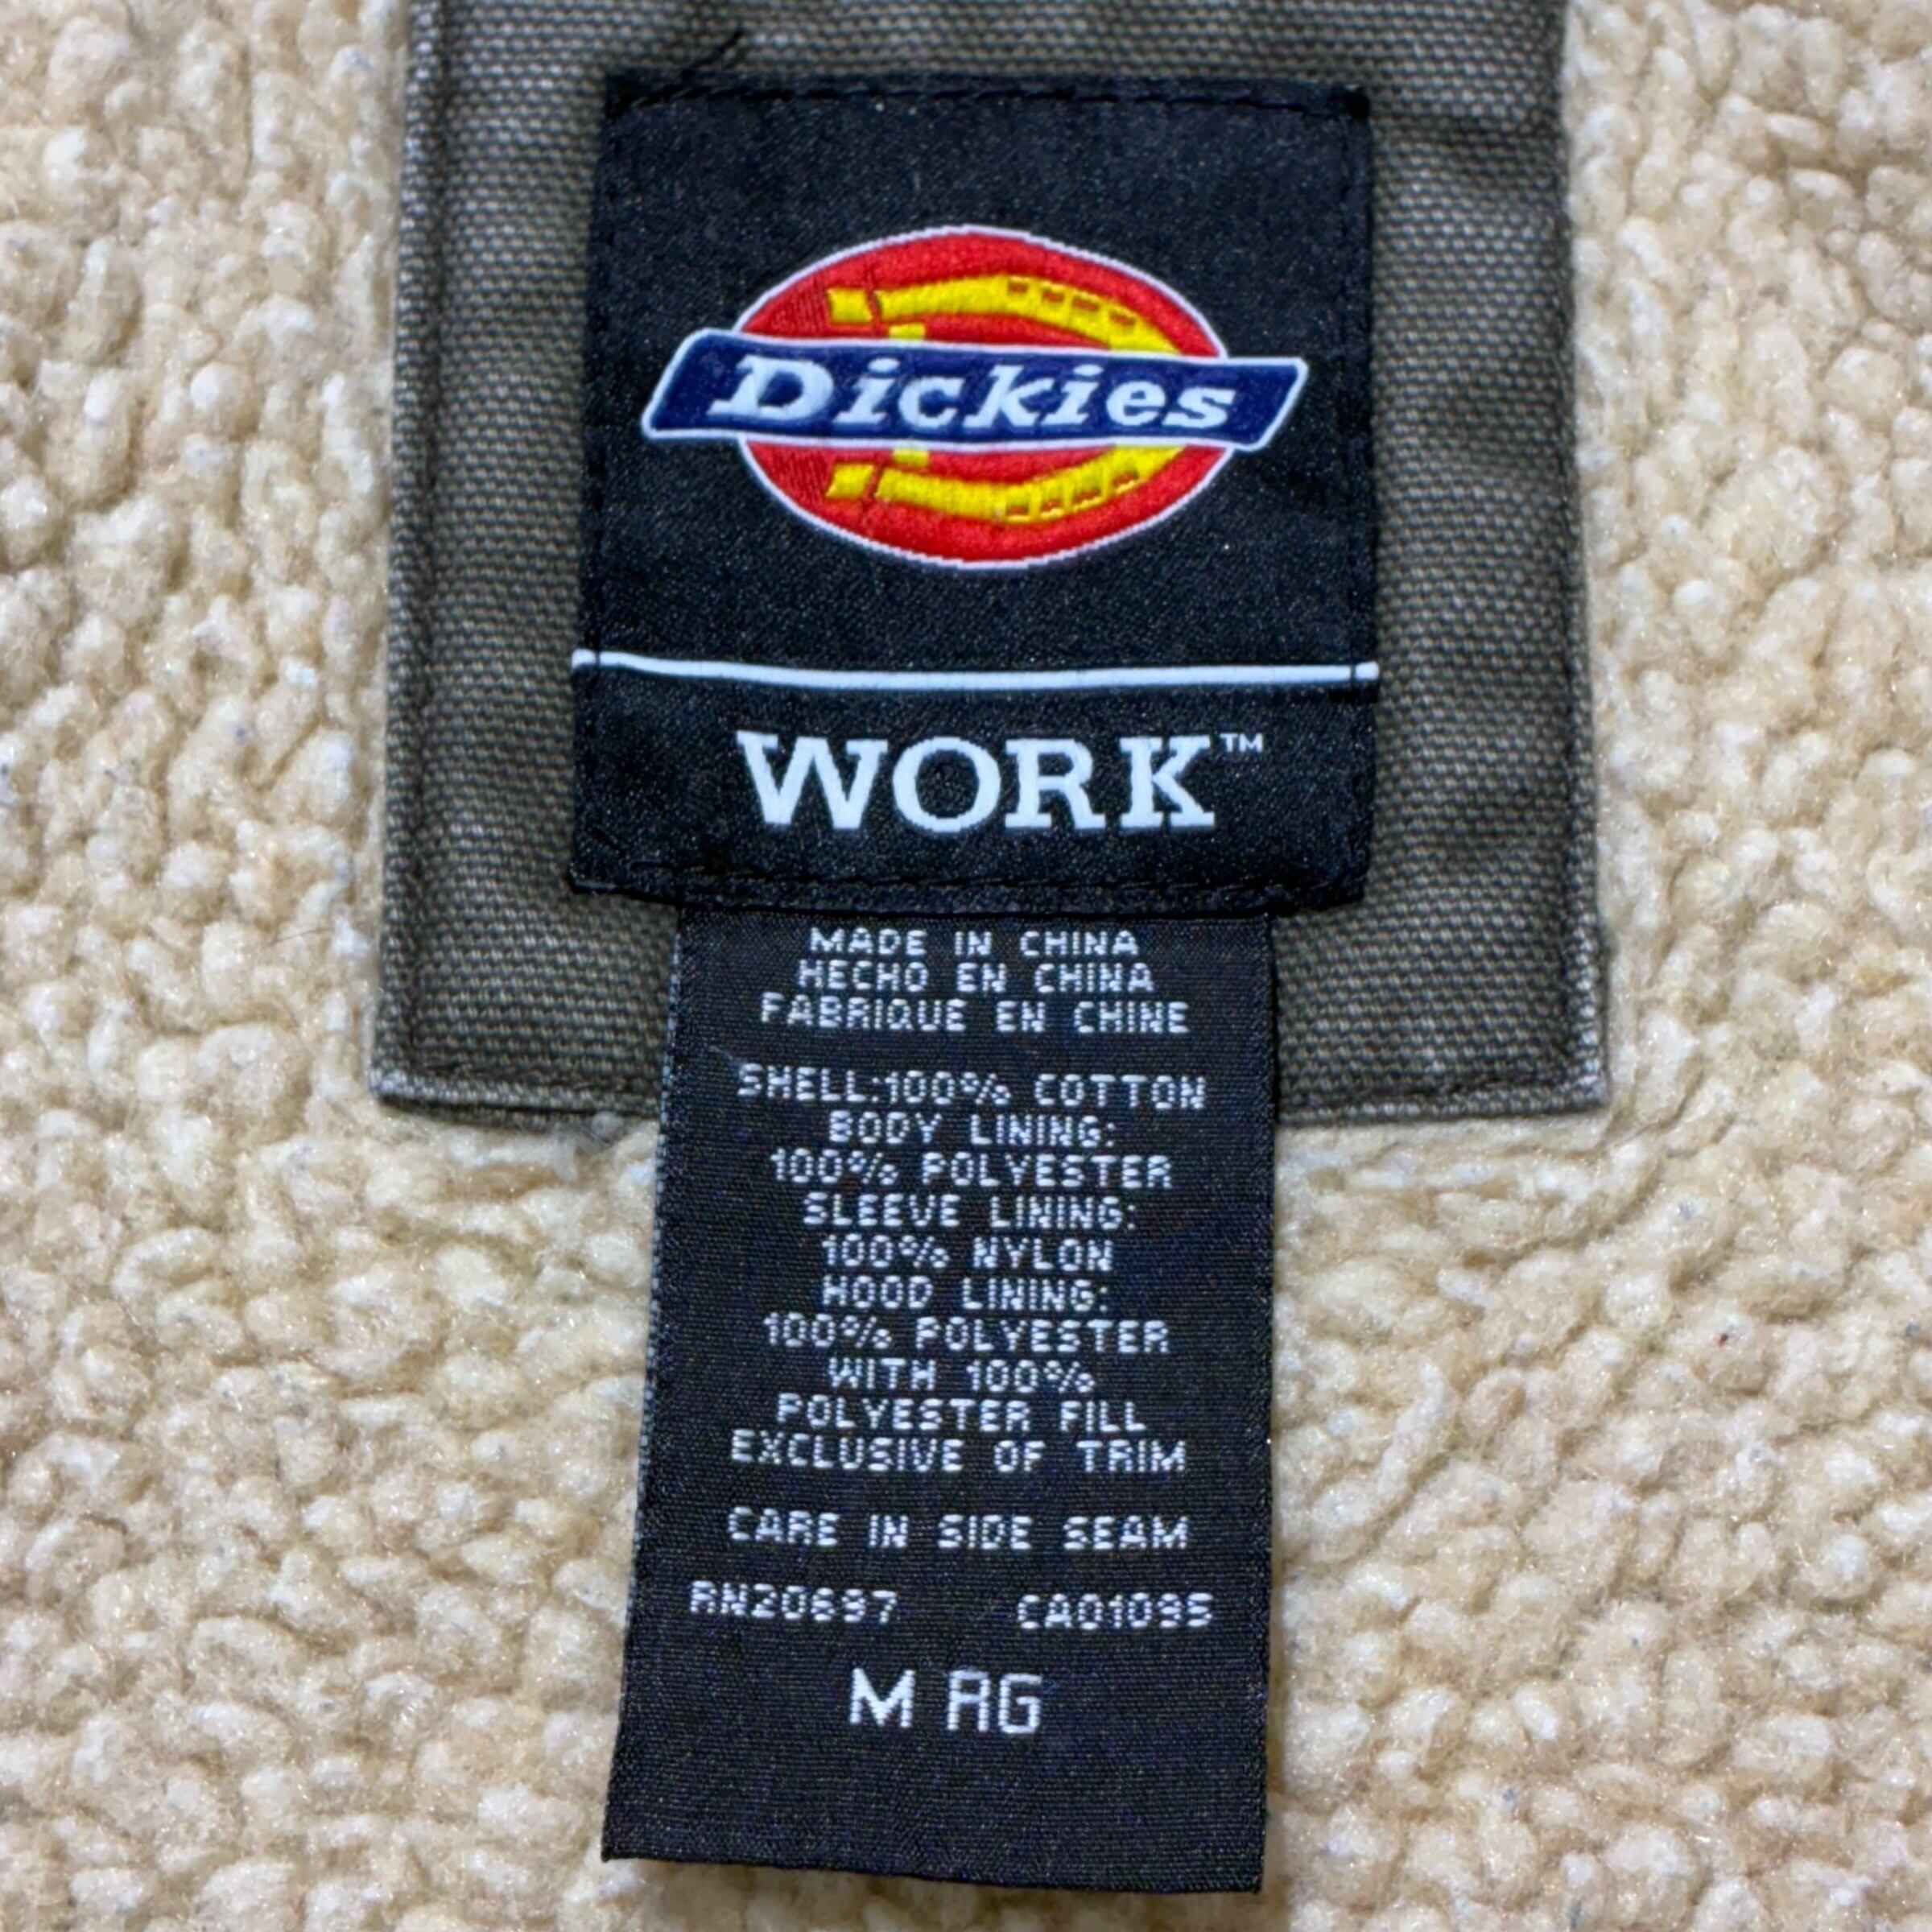 Dickies
WORK™
MADE IN CHINA
HECHO EN CHINA
FABRIQUE EN CHINE
SHELL:100% COTTON
BODY LINING:
100% POLYESTER
SLEEVE LINING:
100% NYLON
HOOD LINING:
100% POLYESTER
WITH 100%
POLYESTER FILL
EXCLUSIVE OF TRIM
CARE IN SIDE SEAM
RN20697 CA01095
M RG